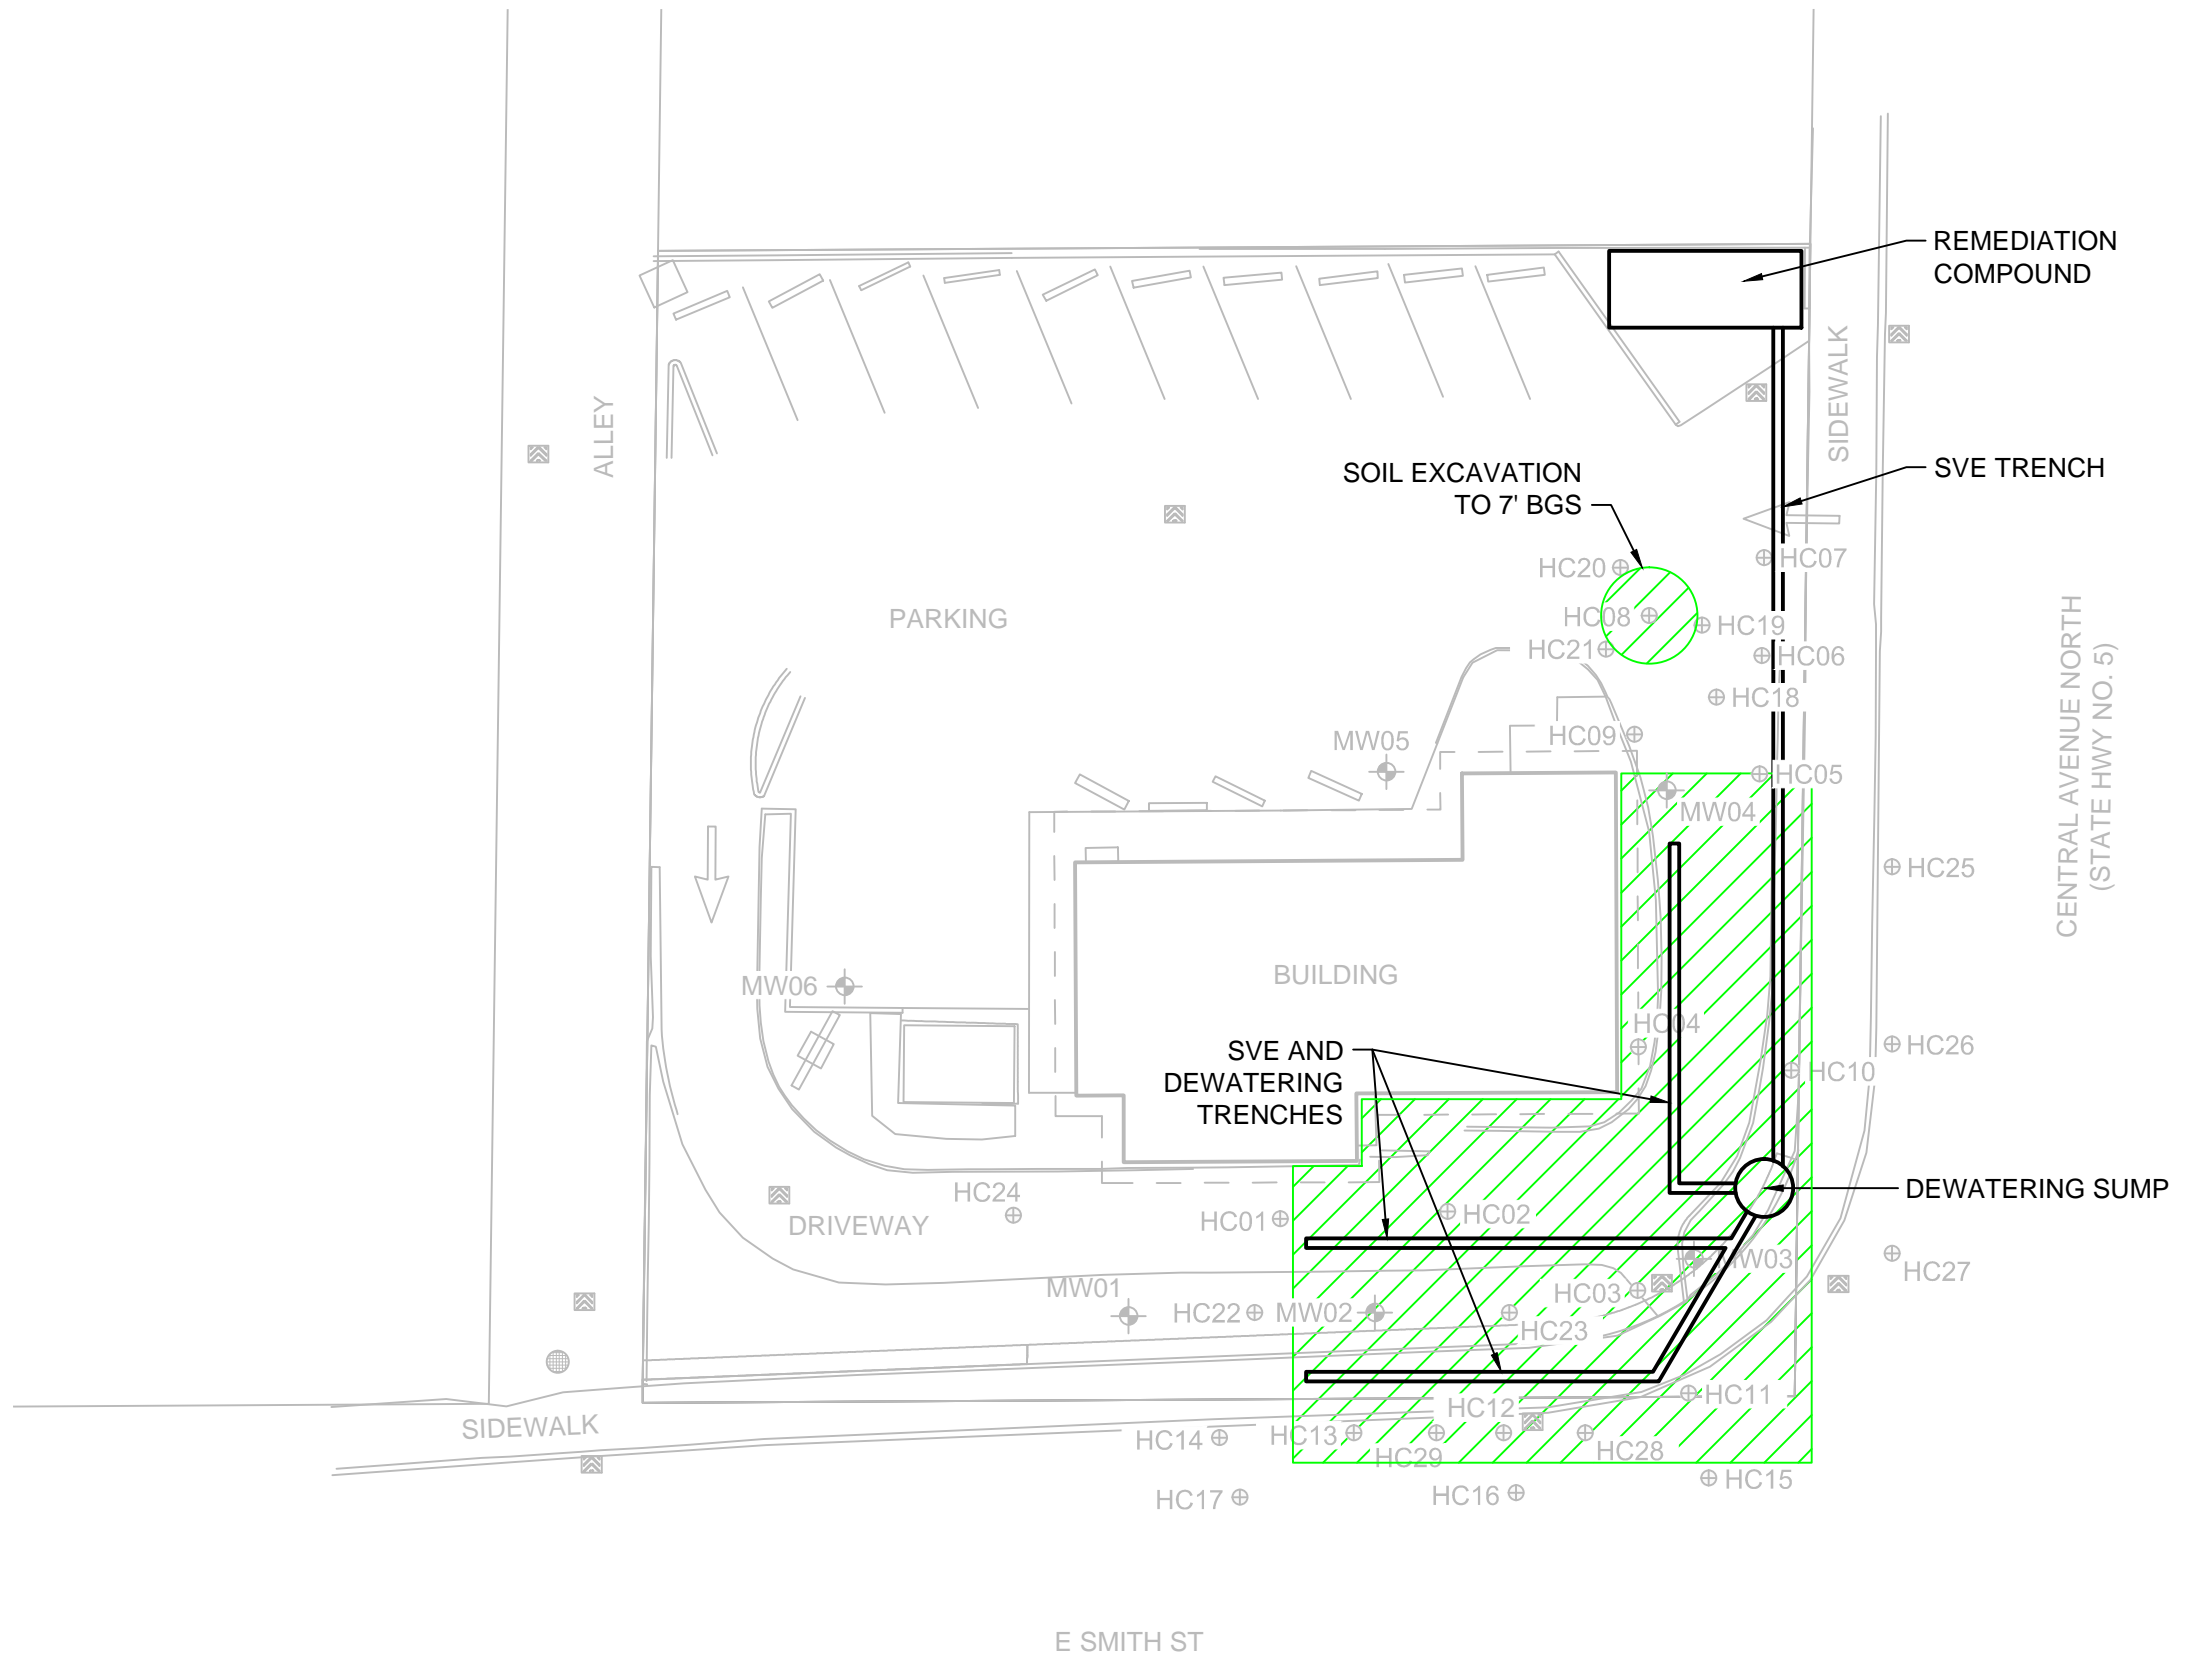 REMEDIATION
COMPOUND
SIDEWALK
ALLEY
SOIL EXCAVATION
TO 7' BGS
SVE TRENCH
HC07
HC20
HC08
HC19
HC21
HC06
HC18
PARKING
CENTRAL AVENUE NORTH
(STATE HWY NO. 5)
MW05
HC09
HC05
MW04
HC25
BUILDING
MW06
HC04
HC26
SVE AND
DEWATERING
TRENCHES
HC10
DEWATERING SUMP
HC24
HC01
HC02
DRIVEWAY
MW03
HC27
MW01
HC22
MW02
HC03
HC23
HC11
HC12
SIDEWALK
HC14
HC13
HC29
HC28
HC15
HC17
HC16
E SMITH ST